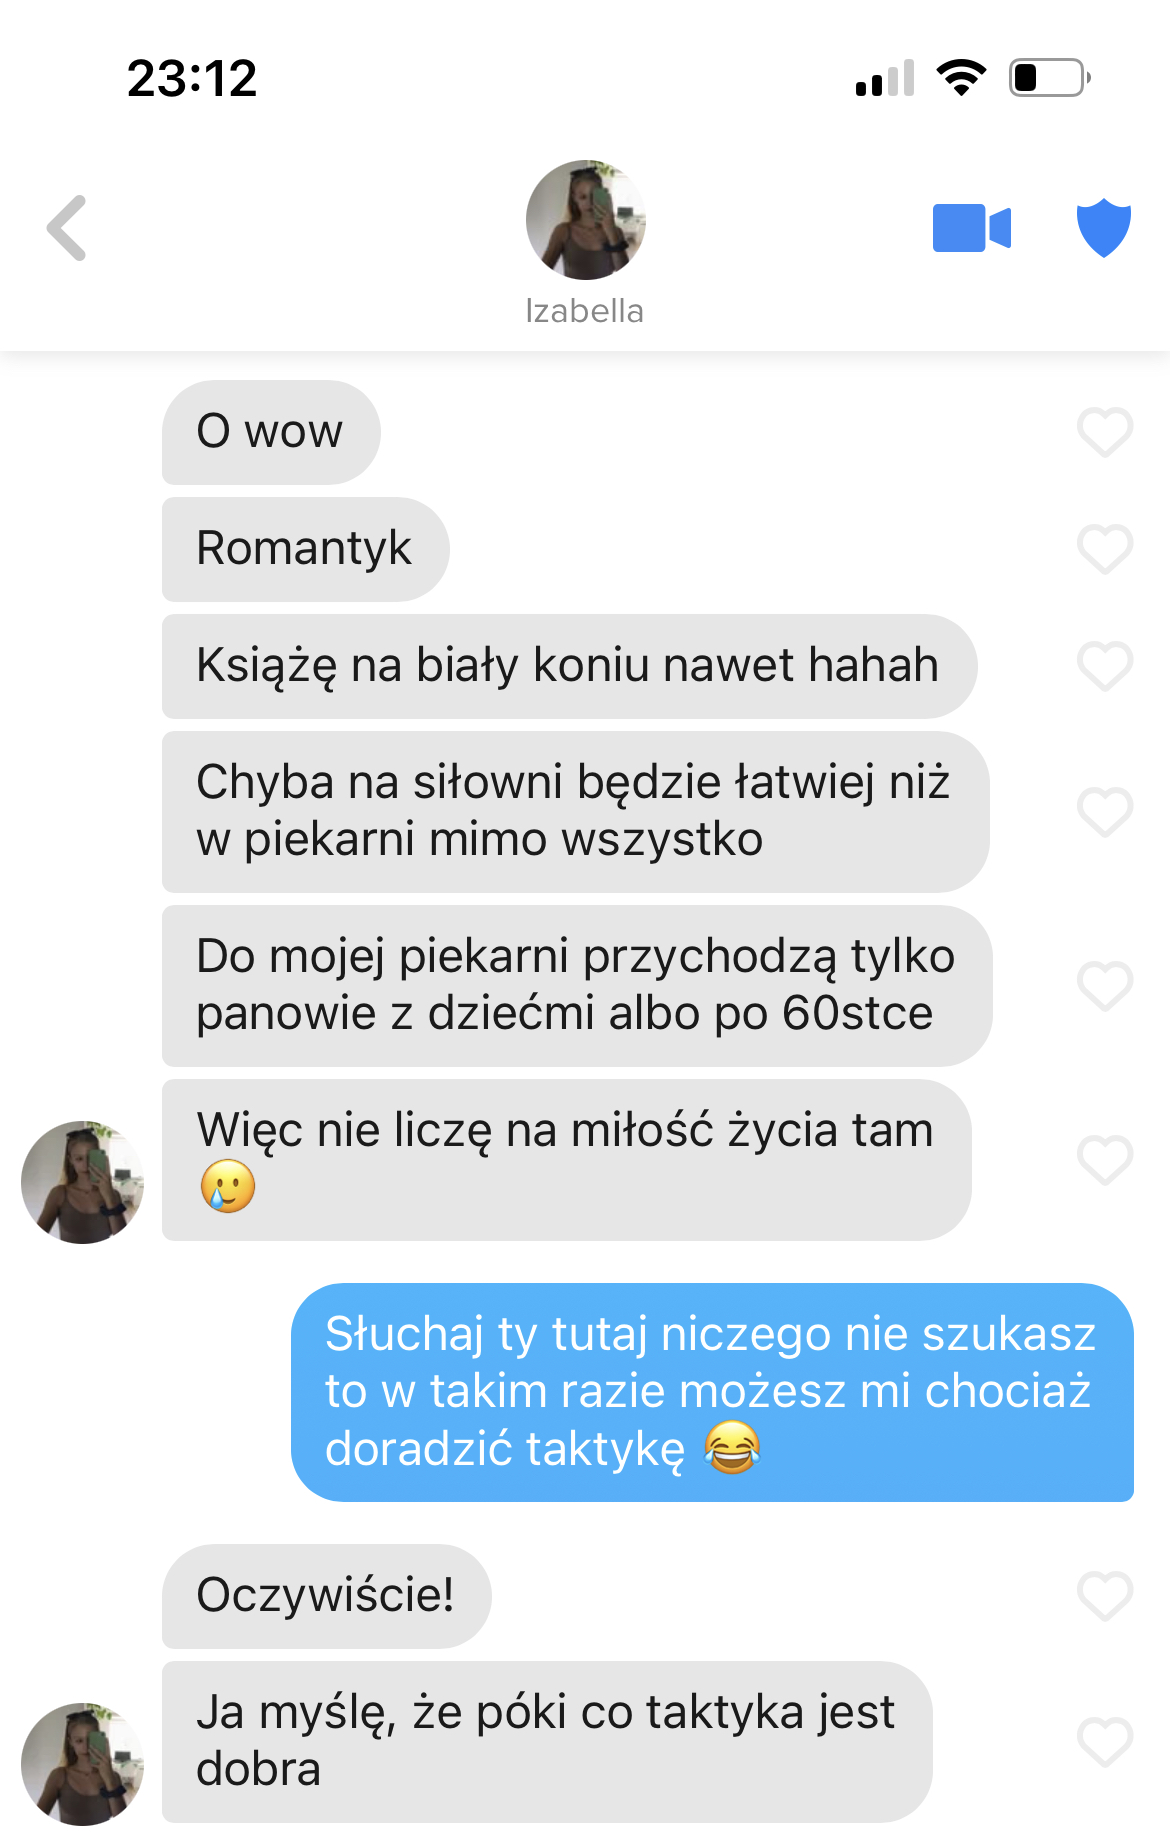 23:12
Izabella
O wow
Romantyk
Książę na biały koniu nawet hahah
Chyba na siłowni będzie łatwiej niż
w piekarni mimo wszystko
Do mojej piekarni przychodzą tylko
panowie z dziećmi albo po 60stce
Więc nie liczę na miłość życia tam
🥲
Słuchaj ty tutaj niczego nie szukasz
to w takim razie możesz mi chociaż
doradzić taktykę 😂
Oczywiście!
Ja myślę, że póki co taktyka jest
dobra